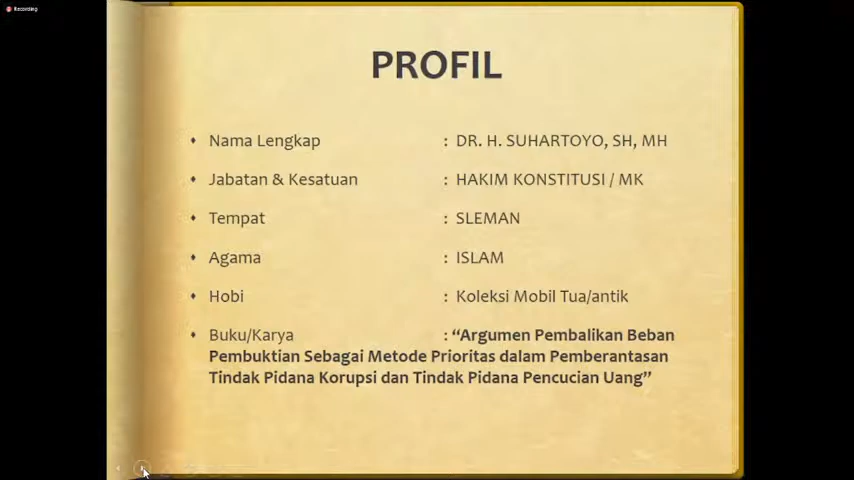 Recording
PROFIL
Nama Lengkap : DR. H. SUHARTOYO, SH, MH
Jabatan & Kesatuan : HAKIM KONSTITUSI / MK
Tempat : SLEMAN
Agama : ISLAM
Hobi : Koleksi Mobil Tua/antik
Buku/Karya : “Argumen Pembalikan Beban
Pembuktian Sebagai Metode Prioritas dalam Pemberantasan
Tindak Pidana Korupsi dan Tindak Pidana Pencucian Uang”